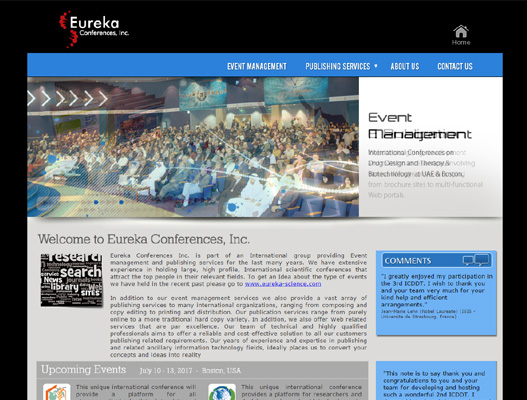 Eureka
Conferences, Inc.
Home
EVENT MANAGEMENT PUBLISHING SERVICES ABOUT US CONTACT US
Event
Management
International Conferences on
Drug Design and Therapy &
Biotechnology at UAE & Boston,
from brochure sites to multi-functional
Web portals.
Welcome to Eureka Conferences, Inc.
research
search
News journals
library Web
SITES
Eureka Conferences Inc. is part of an International group providing Event
management and publishing services for the last many years. We have extensive
experience in holding large, high profile, International scientific conferences that
attract the top people in their relevant fields. To get an idea about the type of events
we have held in the recent past please go to www.eureka-science.com
In addition to our event management services we also provide a vast array of
publishing services to many international organizations, ranging from composing and
copy editing to printing and distribution. Our publication services range from purely
online to a more traditional hard copy variety. In addition, we also offer Web related
services that are par excellence. Our team of technical and highly qualified
professionals aims to offer a reliable and cost-effective solution to all our customers
publishing related requirements. Our years of experience and expertise in publishing
and related ancillary information technology fields, ideally places us to convert your
concepts and ideas into reality
COMMENTS
"I greatly enjoyed my participation in
the 3rd ICDDT. I wish to thank you
and your team very much for your
kind help and efficient
arrangements."
Jean-Marie Lehn (Nobel Laureate) (ISIS -
Université de Strasbourg, France)
"This note is to say thank you and
congratulations to you and your
team for developing and hosting
such a wonderful 2nd ICDDT. I
Upcoming Events July 10 - 13, 2017 - Boston, USA
This unique international conference will
provide a platform for all
This unique international conference
provides a platform for researchers and